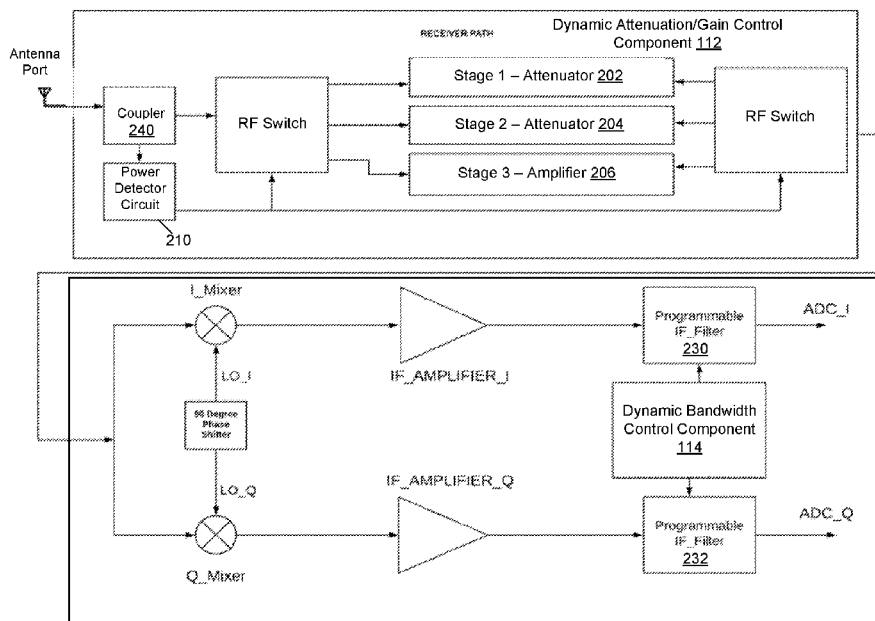 RECEIVER PATH
Dynamic Attenuation/Gain Control
Component 112
Antenna
Port
Coupler
240
RF Switch
Stage 1 – Attenuator 202
Stage 2 – Attenuator 204
Stage 3 – Amplifier 206
RF Switch
Power
Detector
Circuit
210
I_Mixer
LO_I
IF_AMPLIFIER_I
Programmable
IF_Filter
230
ADC_I
90 Degree
Phase
Shifter
Dynamic Bandwidth
Control Component
114
LO_Q
IF_AMPLIFIER_Q
Q_Mixer
Programmable
IF_Filter
232
ADC_Q